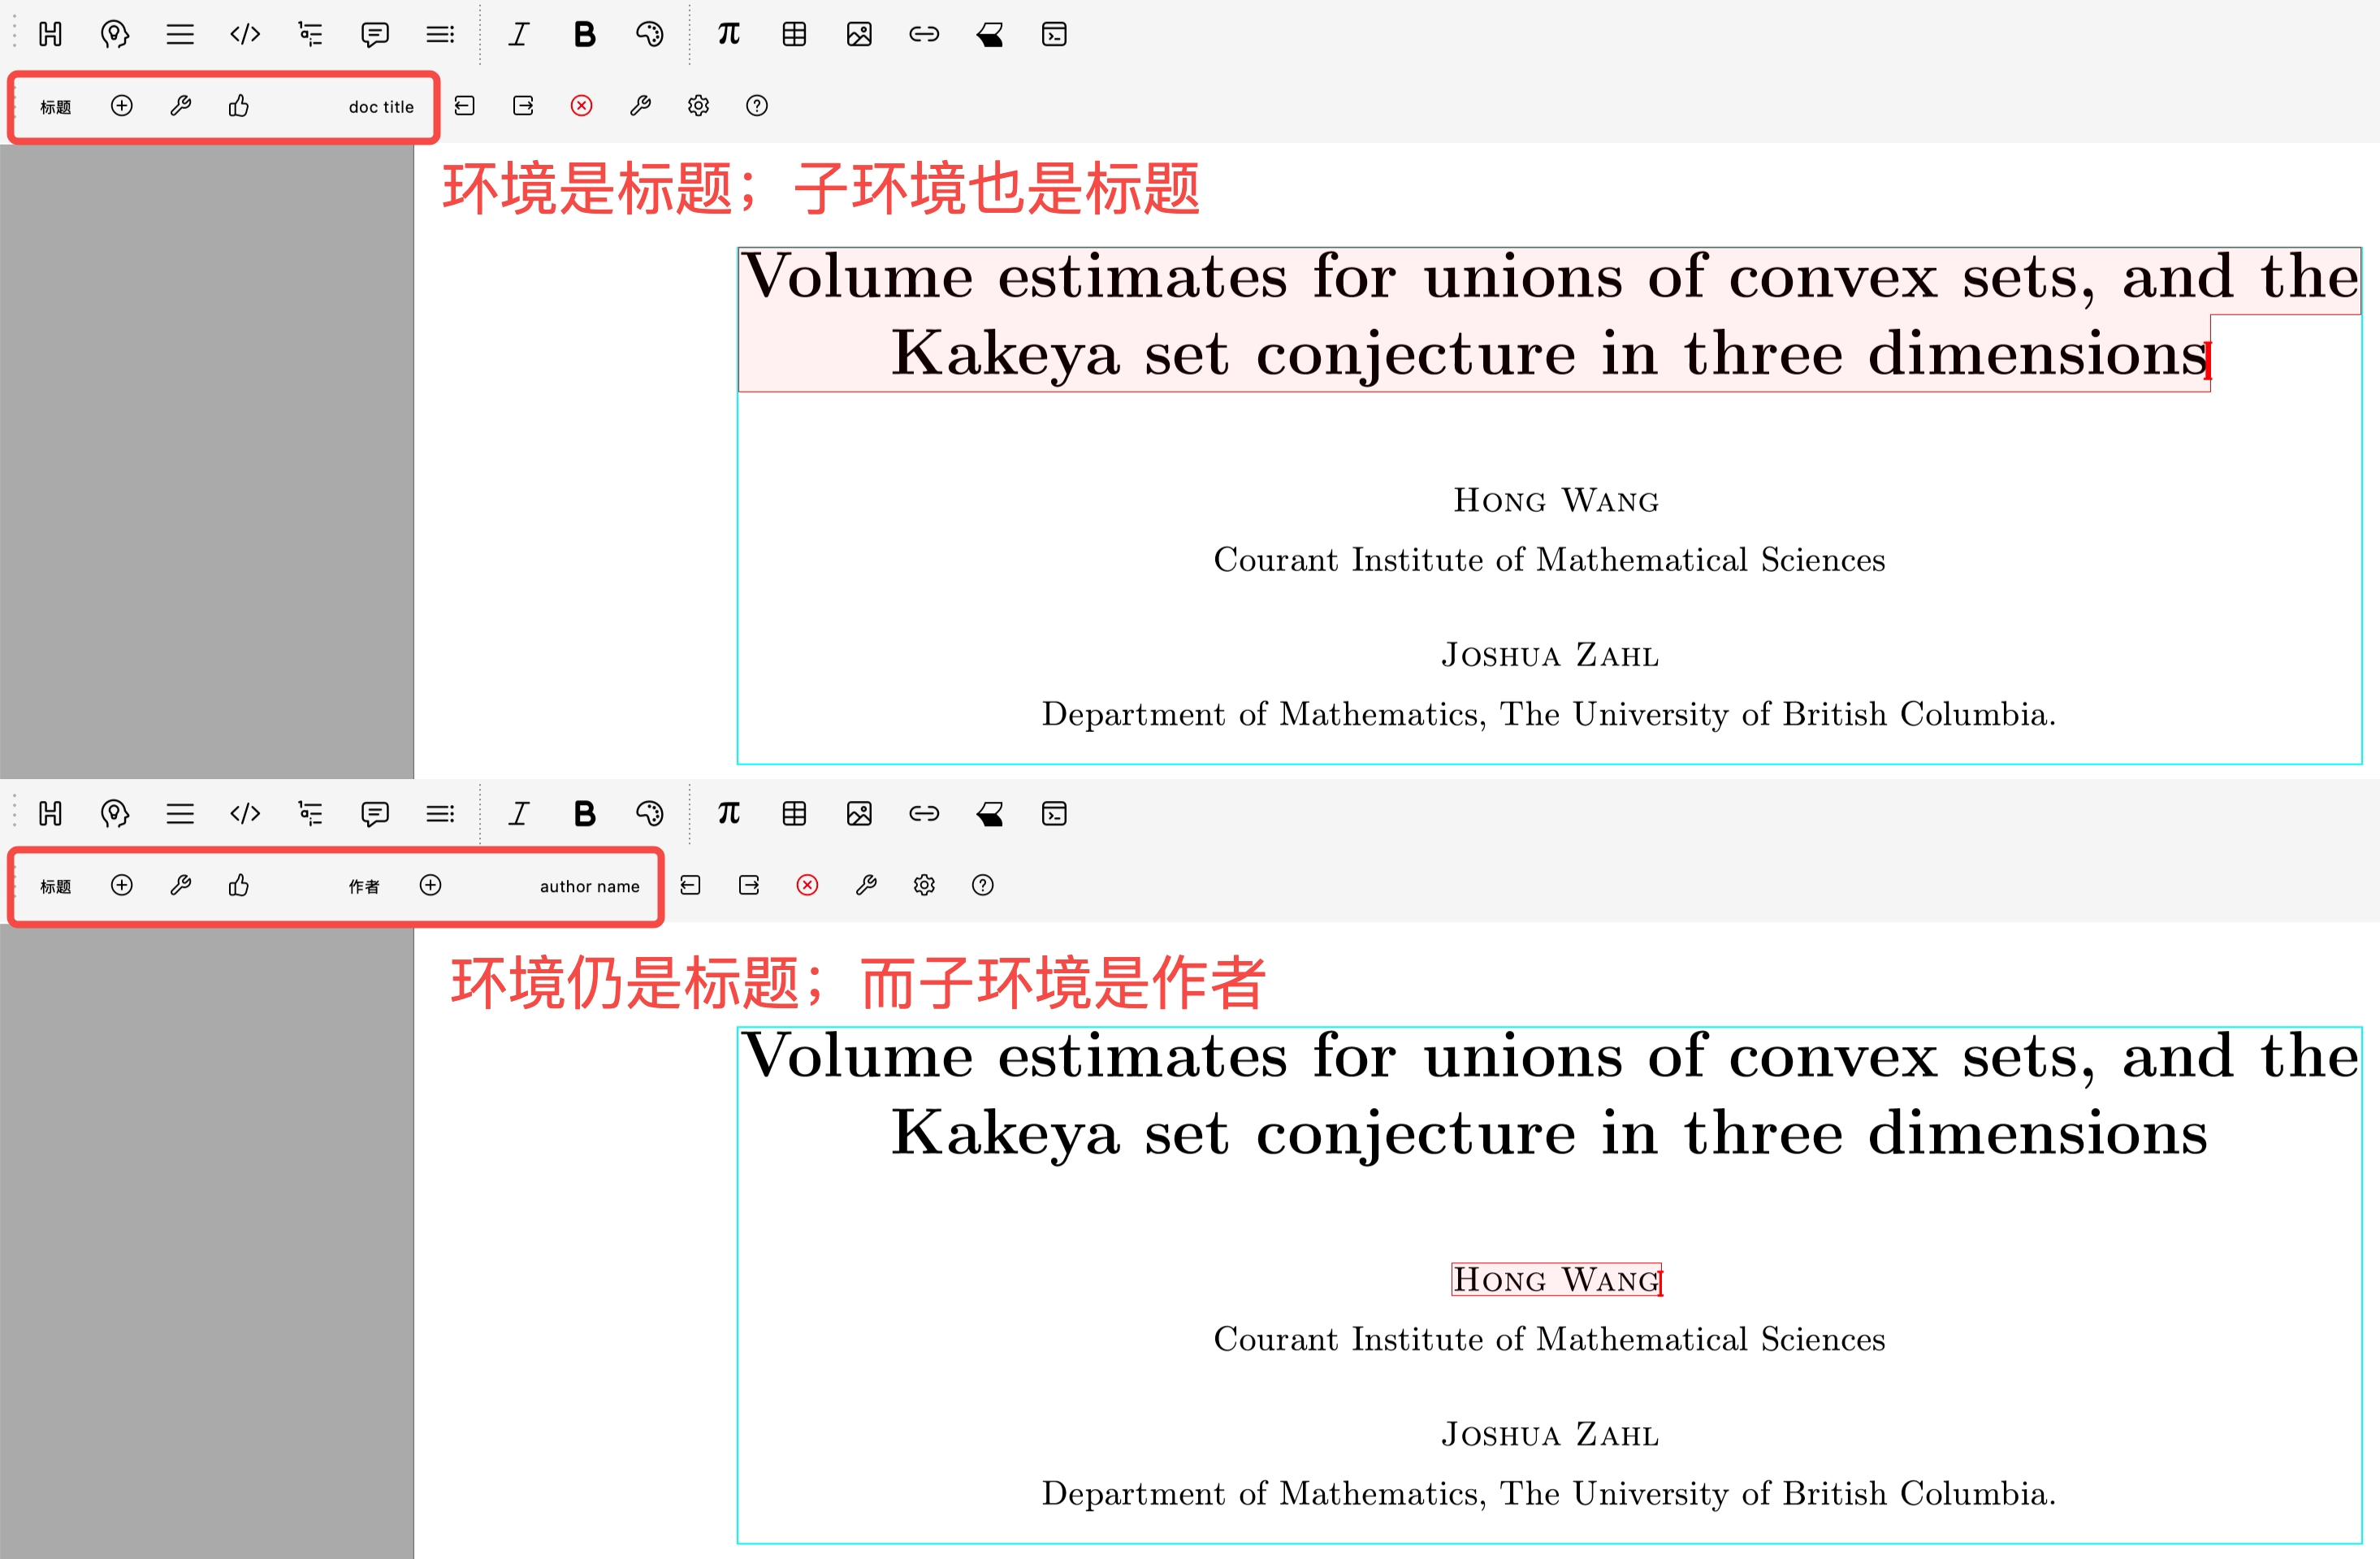 标题 doc title
环境是标题；子环境也是标题
Volume estimates for unions of convex sets, and the
Kakeya set conjecture in three dimensions
Hong Wang
Courant Institute of Mathematical Sciences
Joshua Zahl
Department of Mathematics, The University of British Columbia.
标题 作者 author name
环境仍是标题；而子环境是作者
Volume estimates for unions of convex sets, and the
Kakeya set conjecture in three dimensions
Hong Wang
Courant Institute of Mathematical Sciences
Joshua Zahl
Department of Mathematics, The University of British Columbia.